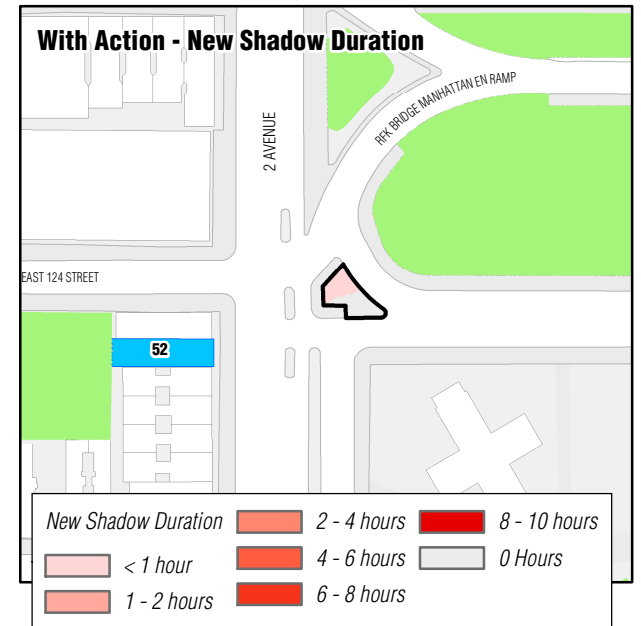 With Action - New Shadow Duration
RFK BRIDGE MANHATTAN EN RAMP
2 AVENUE
EAST 124 STREET
52
New Shadow Duration
< 1 hour
1 - 2 hours
2 - 4 hours
4 - 6 hours
6 - 8 hours
8 - 10 hours
0 Hours